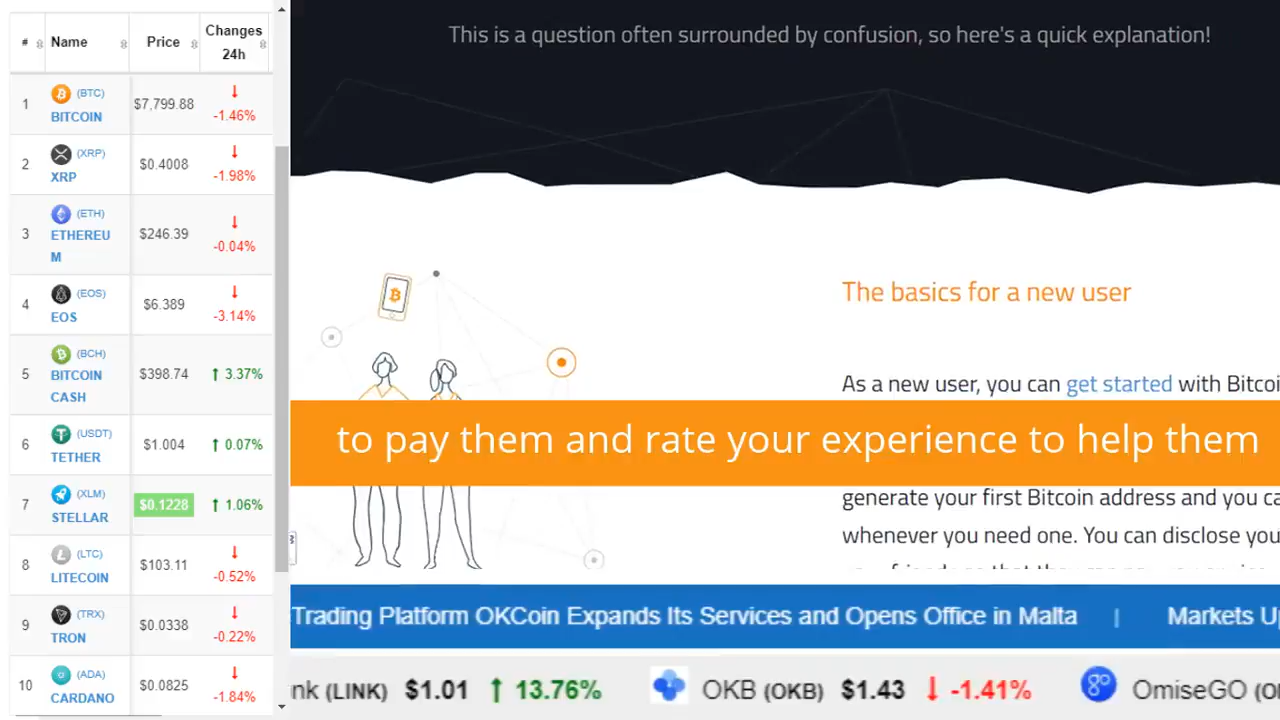 # Name Price Changes 24h
1 (BTC) BITCOIN $7,799.88 ↓ -1.46%
2 (XRP) XRP $0.4008 ↓ -1.98%
3 (ETH) ETHEREUM $246.39 ↓ -0.04%
4 (EOS) EOS $6.389 ↓ -3.14%
5 (BCH) BITCOIN CASH $398.74 ↑ 3.37%
6 (USDT) TETHER $1.004 ↑ 0.07%
7 (XLM) STELLAR $0.1228 ↑ 1.06%
8 (LTC) LITECOIN $103.11 ↓ -0.52%
9 (TRX) TRON $0.0338 ↓ -0.22%
10 (ADA) CARDANO $0.0825 ↓ -1.84%
This is a question often surrounded by confusion, so here's a quick explanation!
The basics for a new user
As a new user, you can get started with Bitcoi
to pay them and rate your experience to help them
generate your first Bitcoin address and you ca
whenever you need one. You can disclose you
Trading Platform OKCoin Expands Its Services and Opens Office in Malta | Markets U
nk (LINK) $1.01 ↑ 13.76% OKB (OKB) $1.43 ↓ -1.41% OmiseGO (O